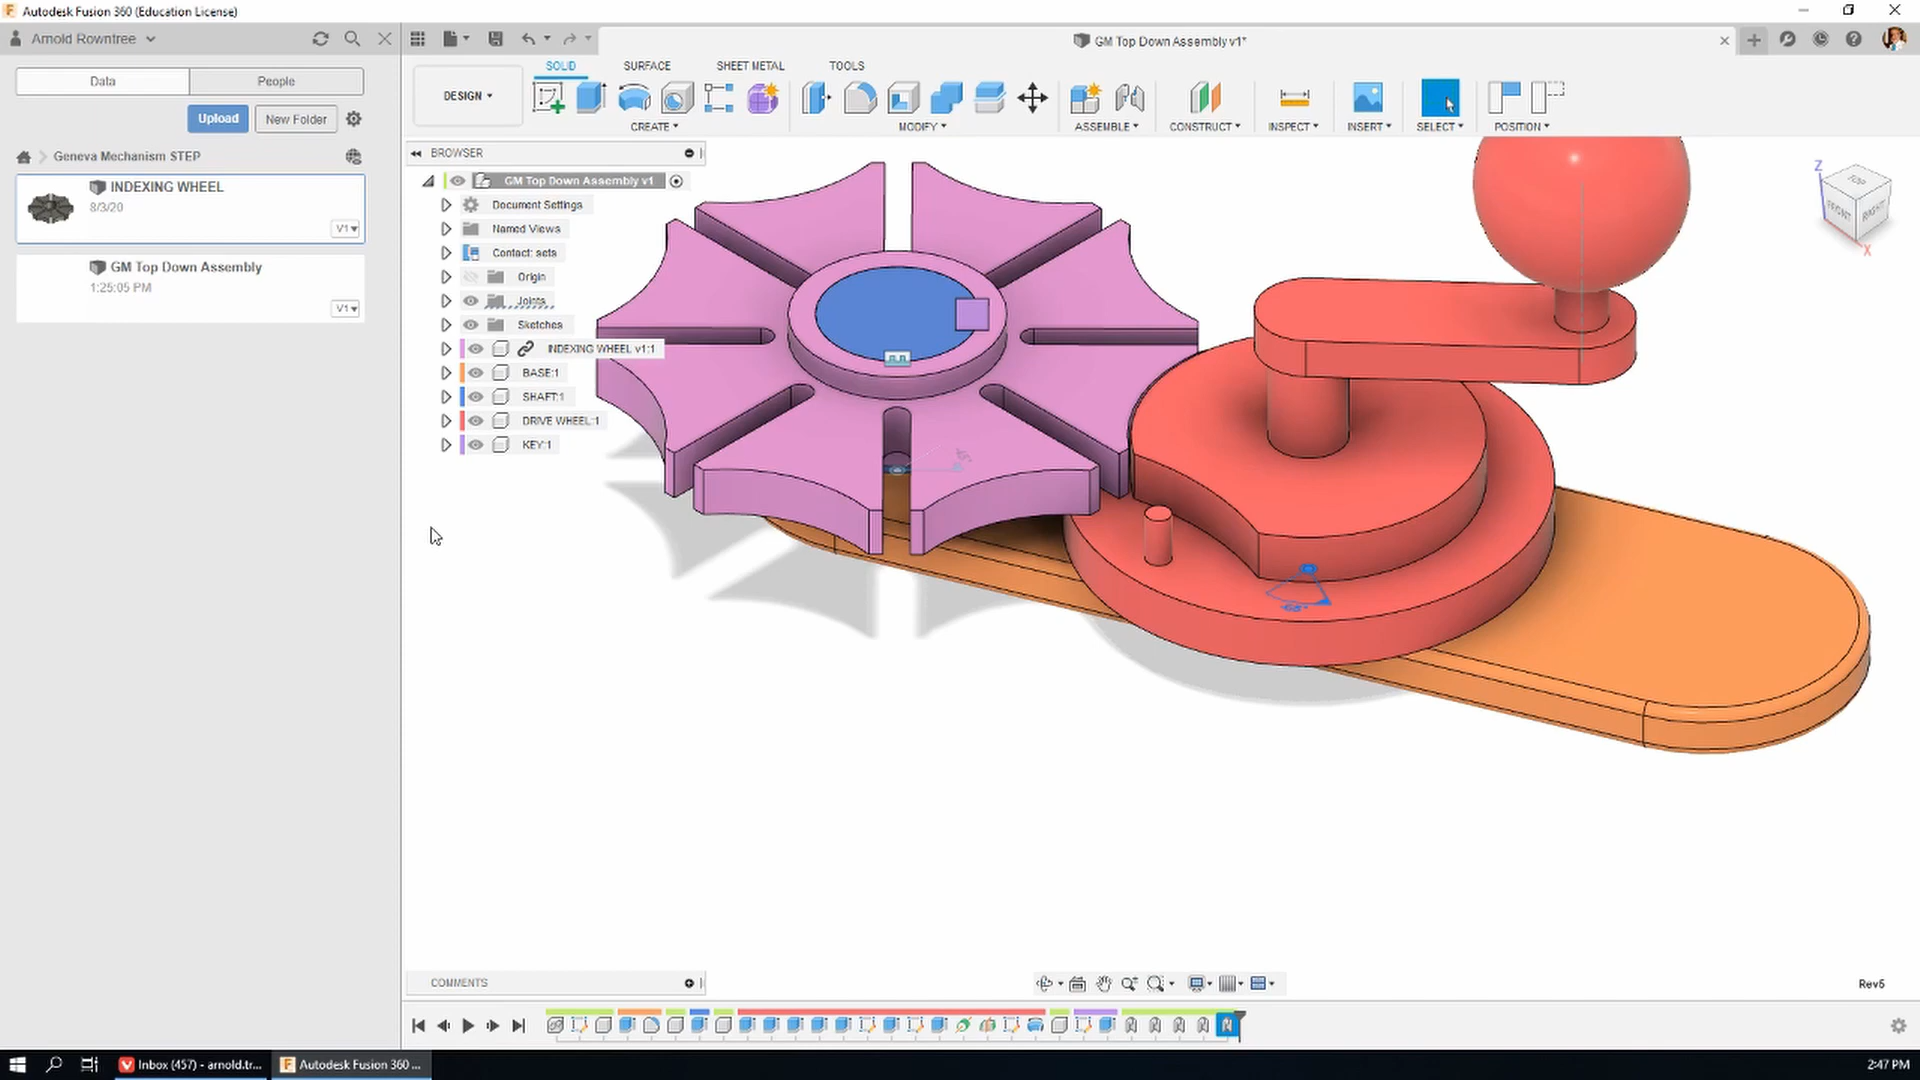 Autodesk Fusion 360 (Education License)
Arnold Rowntree
GM Top Down Assembly v1*
Data
People
SOLID
SURFACE
SHEET METAL
TOOLS
DESIGN
Upload
New Folder
CREATE
MODIFY
ASSEMBLE
CONSTRUCT
INSPECT
INSERT
SELECT
POSITION
Geneva Mechanism STEP
BROWSER
INDEXING WHEEL
8/3/20
V1
GM Top Down Assembly
1:25:05 PM
V1
GM Top Down Assembly v1
Document Settings
Named Views
Contact: sets
Origin
Joints
Sketches
INDEXING WHEEL v1:1
BASE:1
SHAFT:1
DRIVE WHEEL:1
KEY:1
Z
TOP
FRONT
RIGHT
X
COMMENTS
Rev5
Inbox (457) - arnold.tr...
Autodesk Fusion 360 ...
2:47 PM